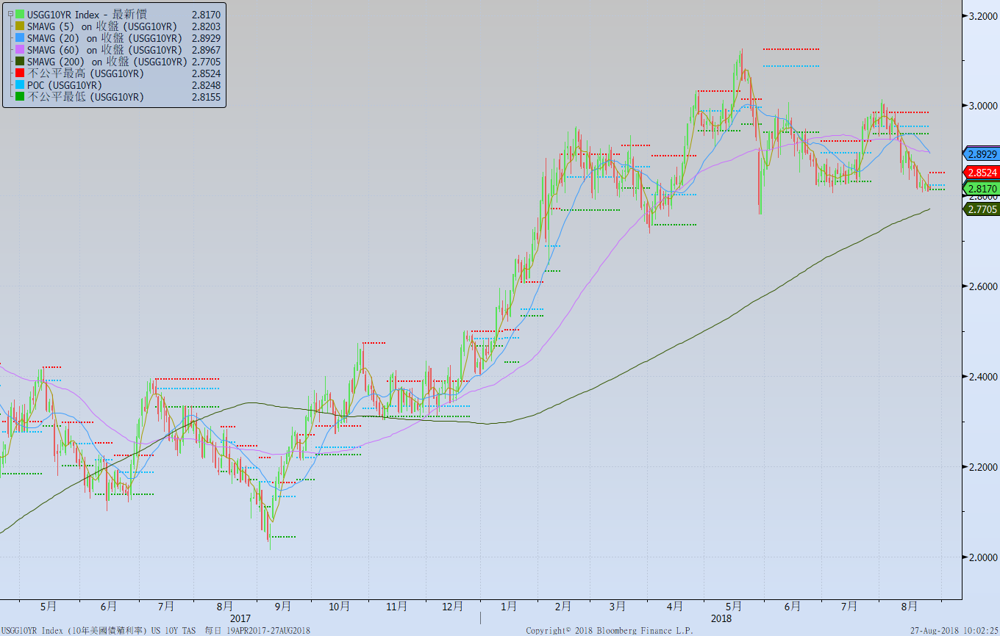 USGG10YR Index - 最新價 2.8170
SMAVG (5) on 收盤 (USGG10YR) 2.8203
SMAVG (20) on 收盤 (USGG10YR) 2.8929
SMAVG (60) on 收盤 (USGG10YR) 2.8967
SMAVG (200) on 收盤 (USGG10YR) 2.7705
不公平最高 (USGG10YR) 2.8524
POC (USGG10YR) 2.8248
不公平最低 (USGG10YR) 2.8155
3.2000
3.0000
2.8929
2.8524
2.8170
2.8000
2.7705
2.6000
2.4000
2.2000
2.0000
5月 6月 7月 8月 9月 10月 11月 12月 1月 2月 3月 4月 5月 6月 7月 8月
2017 2018
USGG10YR Index (10年美國債殖利率) US 10Y TAS 每日 19APR2017-27AUG2018 Copyright© 2018 Bloomberg Finance L.P. 27-Aug-2018 10:02:25